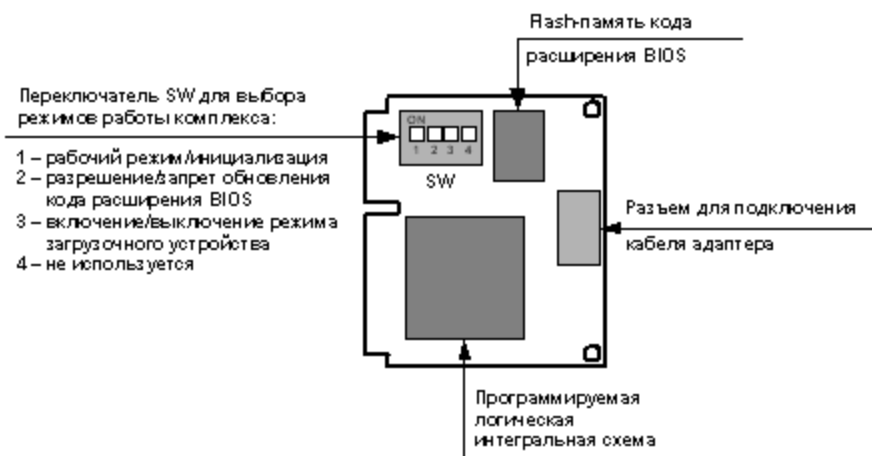 Flash-память кода
расширения BIOS
Переключатель SW для выбора
режимов работы комплекса:
1 – рабочий режим/инициализация
2 – разрешение/запрет обновления
кода расширения BIOS
3 – включение/выключение режима
загрузочного устройства
4 – не используется
ON
1 2 3 4
SW
Разъем для подключения
кабеля адаптера
Программируемая
логическая
интегральная схема